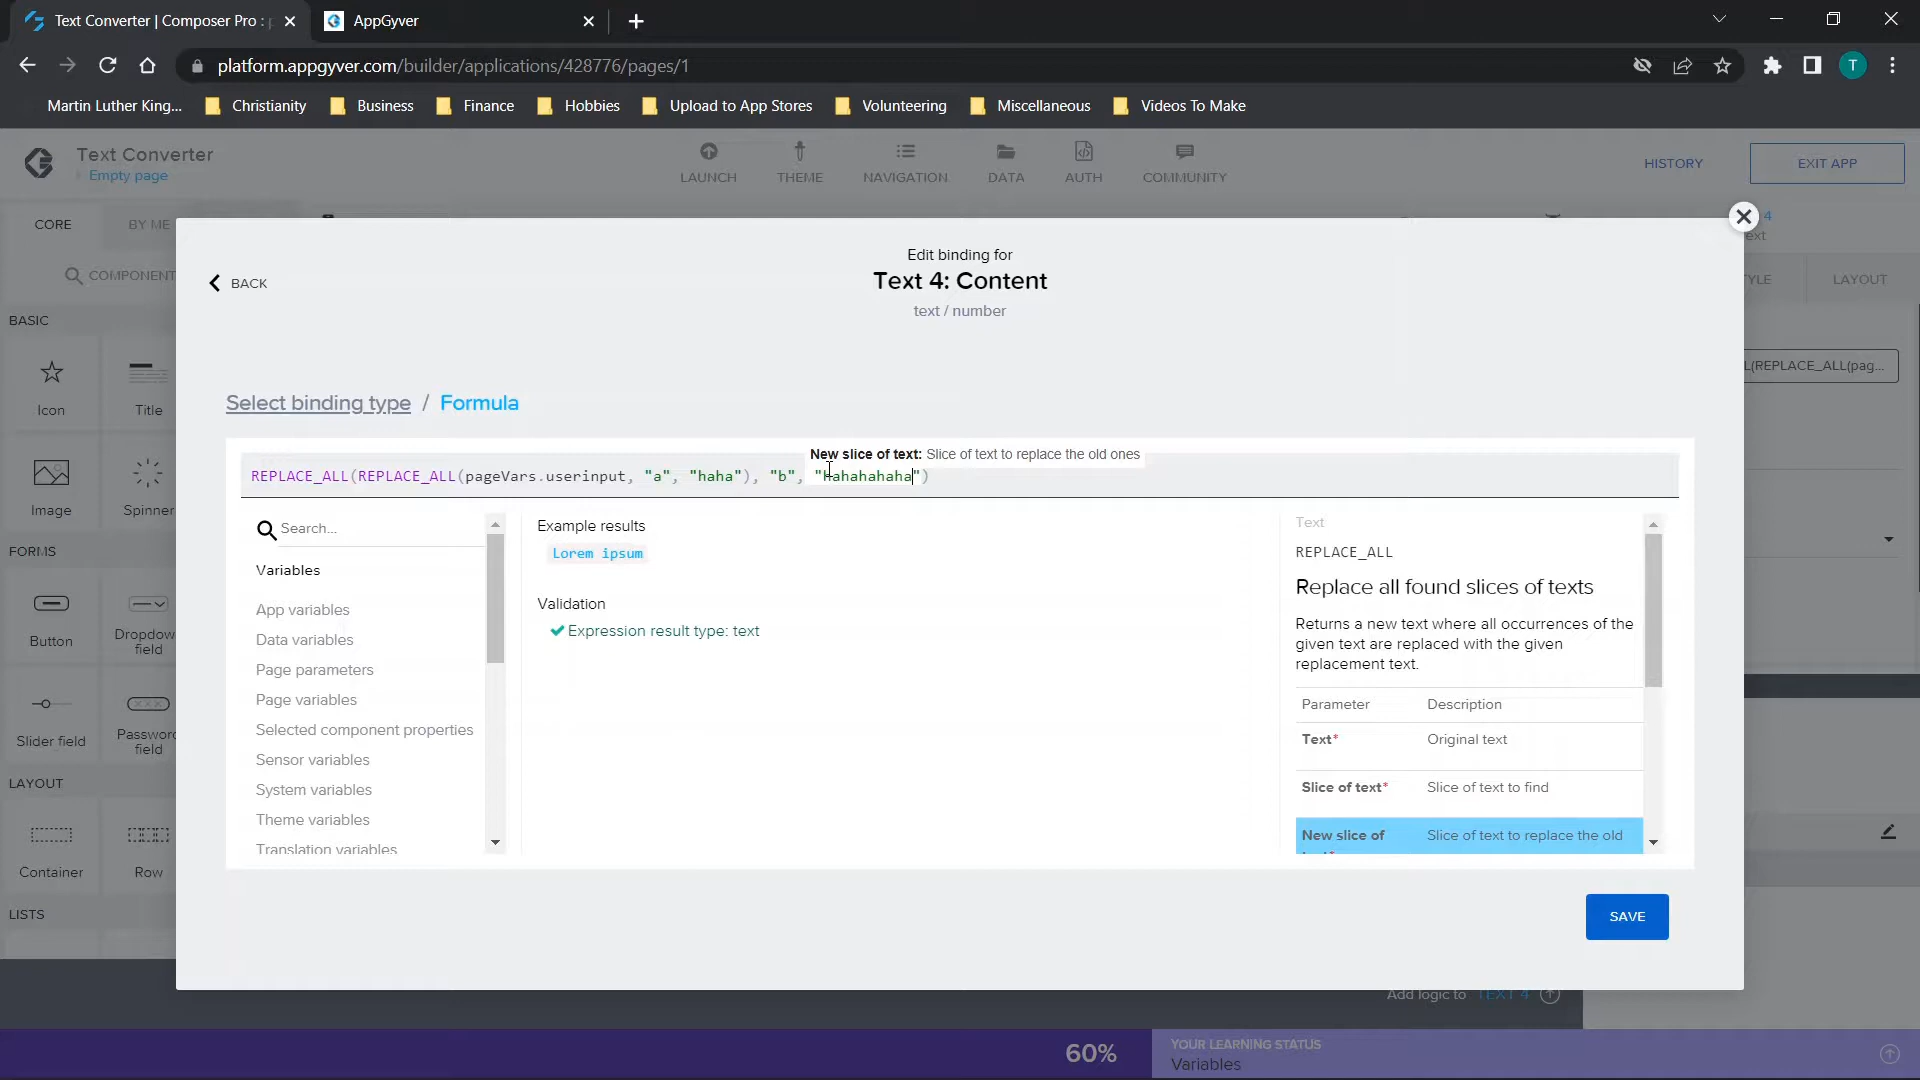 Text Converter | Composer Pro : p
AppGyver
platform.appgyver.com/builder/applications/428776/pages/1
T
Martin Luther King...
Christianity
Business
Finance
Hobbies
Upload to App Stores
Volunteering
Miscellaneous
Videos To Make
Text Converter
Empty page
LAUNCH
THEME
NAVIGATION
DATA
AUTH
COMMUNITY
HISTORY
EXIT APP
CORE
BY ME
COMPONENT
BASIC
Icon
Title
Image
Spinner
FORMS
Button
Dropdow
field
Slider field
Password
field
LAYOUT
Container
Row
LISTS
BACK
Edit binding for
Text 4: Content
text / number
Select binding type / Formula
New slice of text: Slice of text to replace the old ones
REPLACE_ALL(REPLACE_ALL(pageVars.userinput, "a", "haha"), "b", "hahahahaha")
Search...
Variables
App variables
Data variables
Page parameters
Page variables
Selected component properties
Sensor variables
System variables
Theme variables
Translation variables
Example results
Lorem ipsum
Validation
Expression result type: text
Text
REPLACE_ALL
Replace all found slices of texts
Returns a new text where all occurrences of the
given text are replaced with the given
replacement text.
Parameter Description
Text* Original text
Slice of text* Slice of text to find
New slice of Slice of text to replace the old
SAVE
4
ext
YLE
LAYOUT
L(REPLACE_ALL(pag...
Add logic to TEXT 4
60%
YOUR LEARNING STATUS
Variables